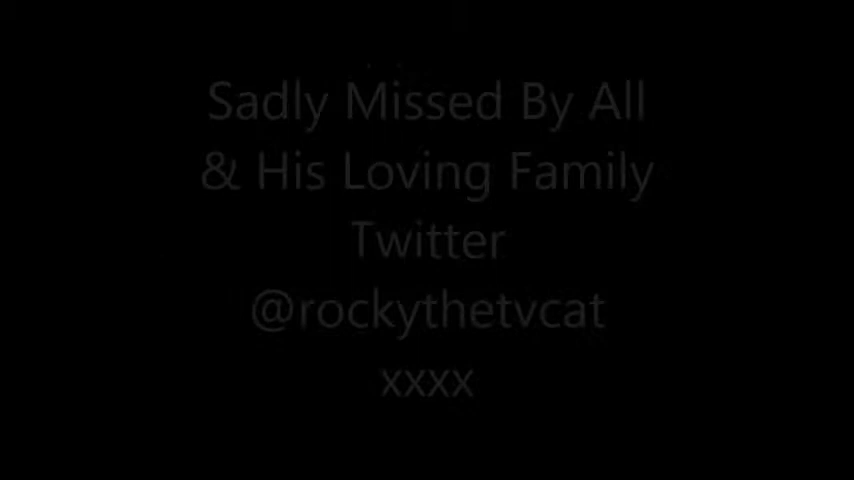 Sadly Missed By All
& His Loving Family
Twitter
@rockythetvcat
xxxx